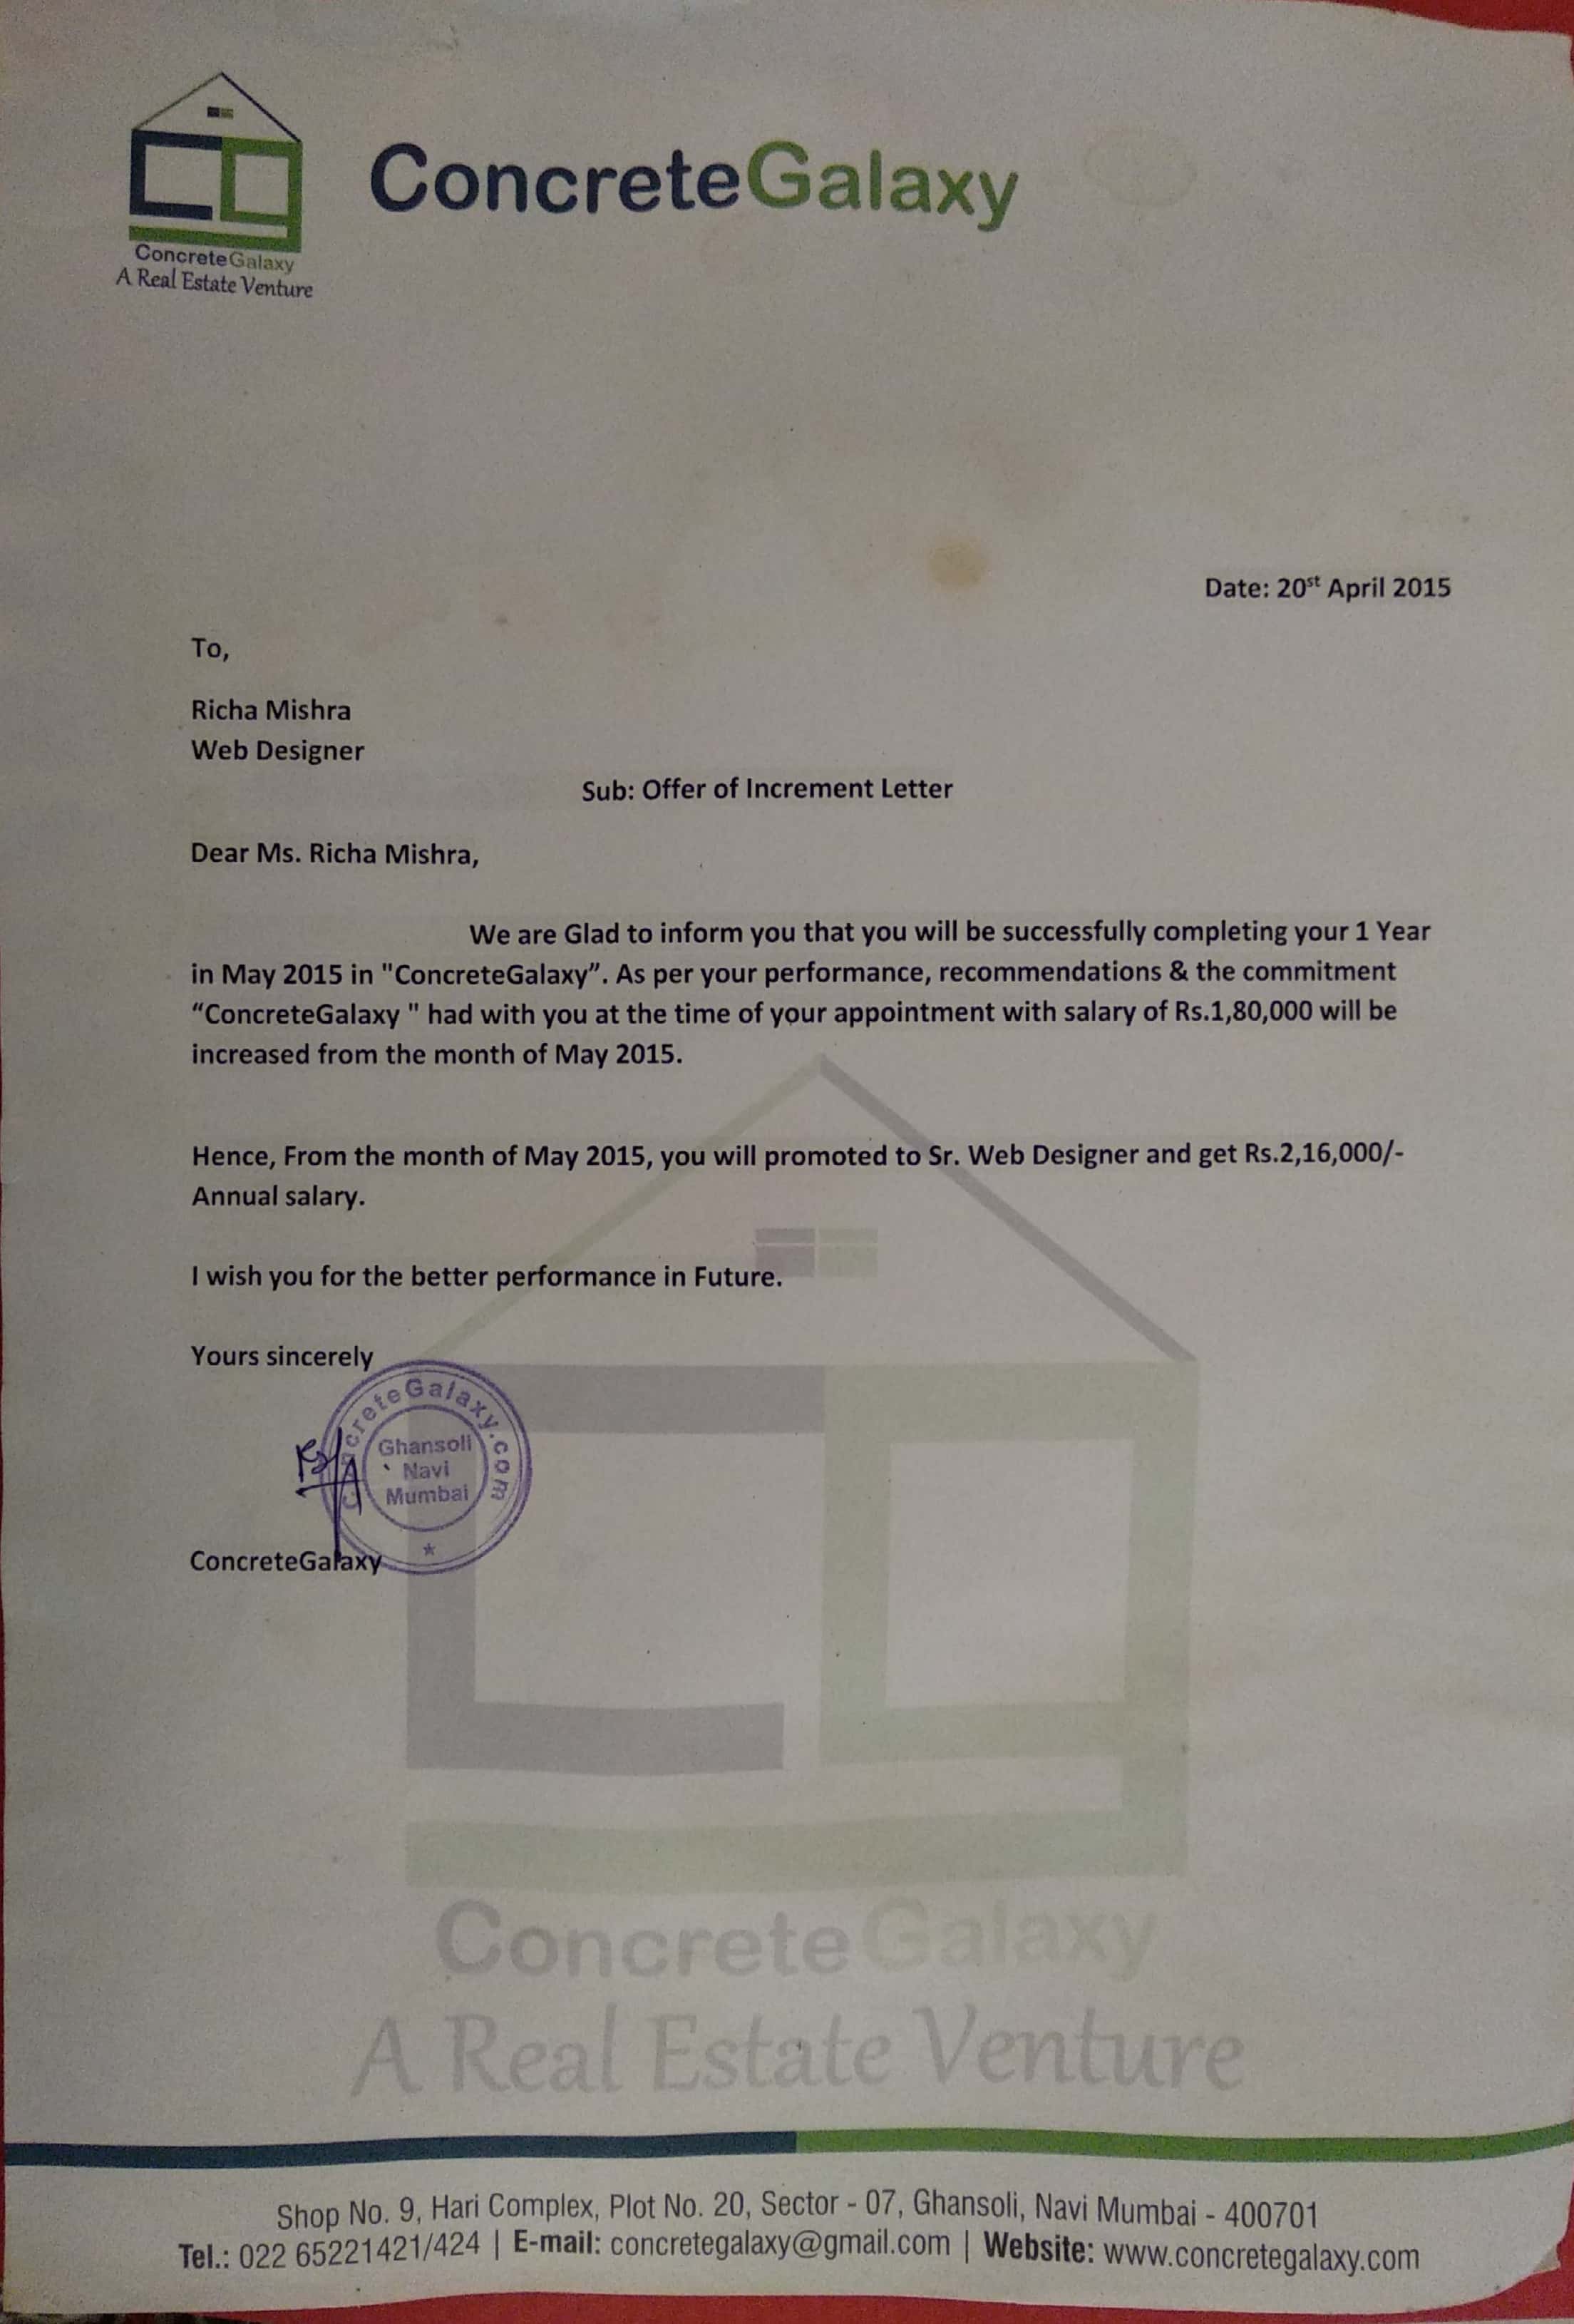 ConcreteGalaxy
ConcreteGalaxy
A Real Estate Venture
Date: 20st April 2015
To,
Richa Mishra
Web Designer
Sub: Offer of Increment Letter
Dear Ms. Richa Mishra,
We are Glad to inform you that you will be successfully completing your 1 Year
in May 2015 in "ConcreteGalaxy”. As per your performance, recommendations & the commitment
“ConcreteGalaxy " had with you at the time of your appointment with salary of Rs.1,80,000 will be
increased from the month of May 2015.
Hence, From the month of May 2015, you will promoted to Sr. Web Designer and get Rs.2,16,000/-
Annual salary.
I wish you for the better performance in Future.
Yours sincerely
ConcreteGalaxy.com
Ghansoli
Navi
Mumbai
ConcreteGalaxy
ConcreteGalaxy
A Real Estate Venture
Shop No. 9, Hari Complex, Plot No. 20, Sector - 07, Ghansoli, Navi Mumbai - 400701
Tel.: 022 65221421/424 | E-mail: concretegalaxy@gmail.com | Website: www.concretegalaxy.com